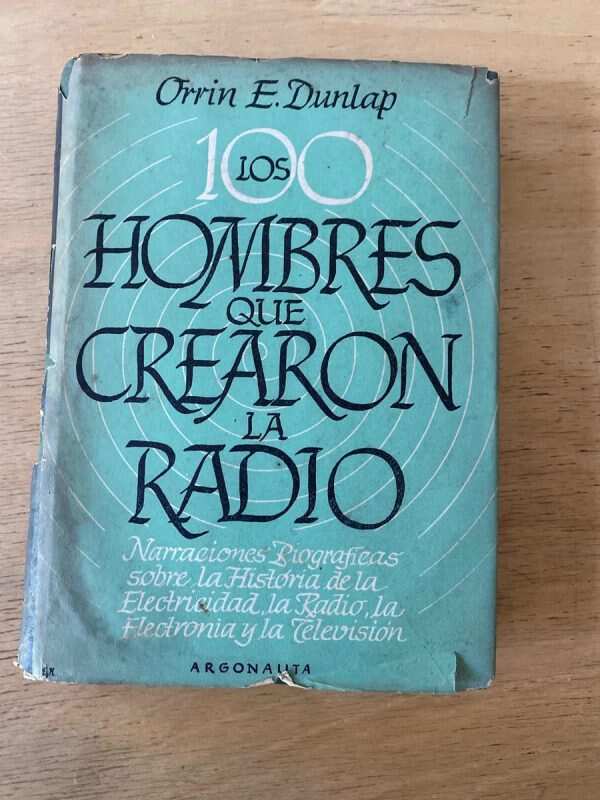 Orrin E. Dunlap
LOS 100
HOMBRES
QUE
CREARON
LA
RADIO
Narraciones Biograficas
sobre la Historia de la
Electricidad, la Radio, la
Electronia y la Televisión
ARGONAUTA